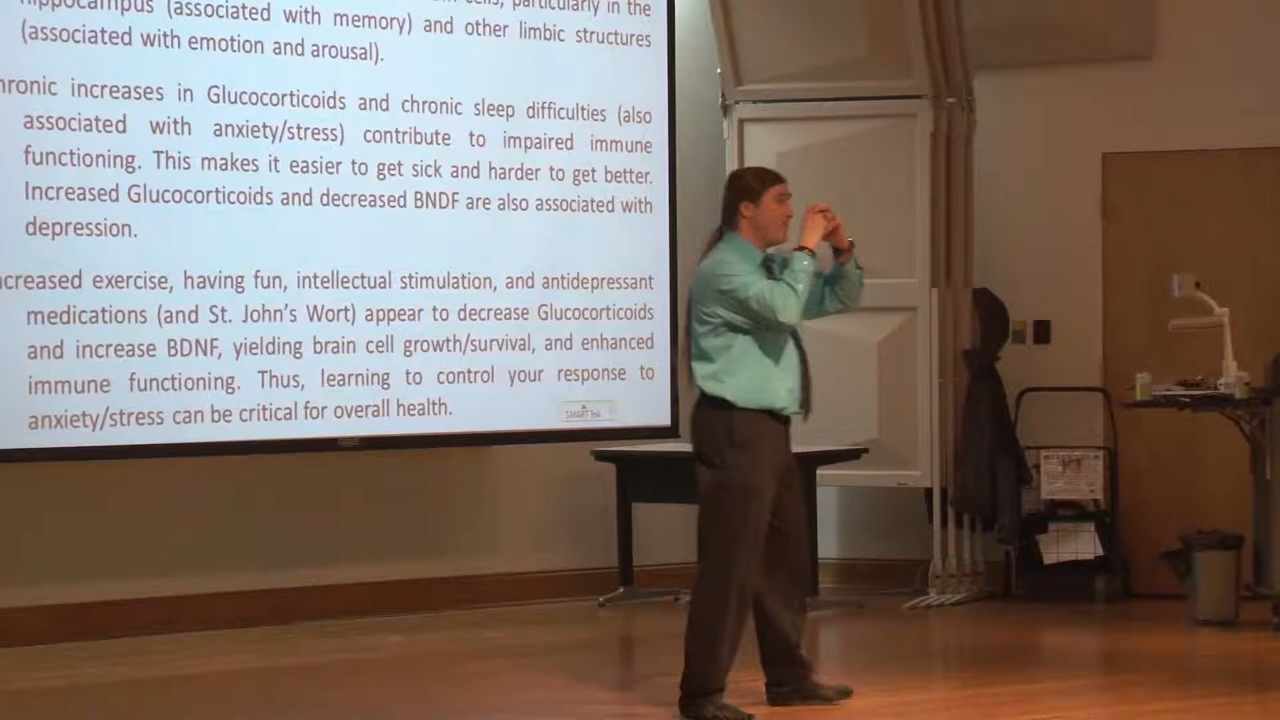 particularly in the
hippocampus (associated with memory) and other limbic structures
(associated with emotion and arousal).
hronic increases in Glucocorticoids and chronic sleep difficulties (also
associated with anxiety/stress) contribute to impaired immune
functioning. This makes it easier to get sick and harder to get better.
Increased Glucocorticoids and decreased BNDF are also associated with
depression.
creased exercise, having fun, intellectual stimulation, and antidepressant
medications (and St. John's Wort) appear to decrease Glucocorticoids
and increase BDNF, yielding brain cell growth/survival, and enhanced
immune functioning. Thus, learning to control your response to
anxiety/stress can be critical for overall health.
SMART